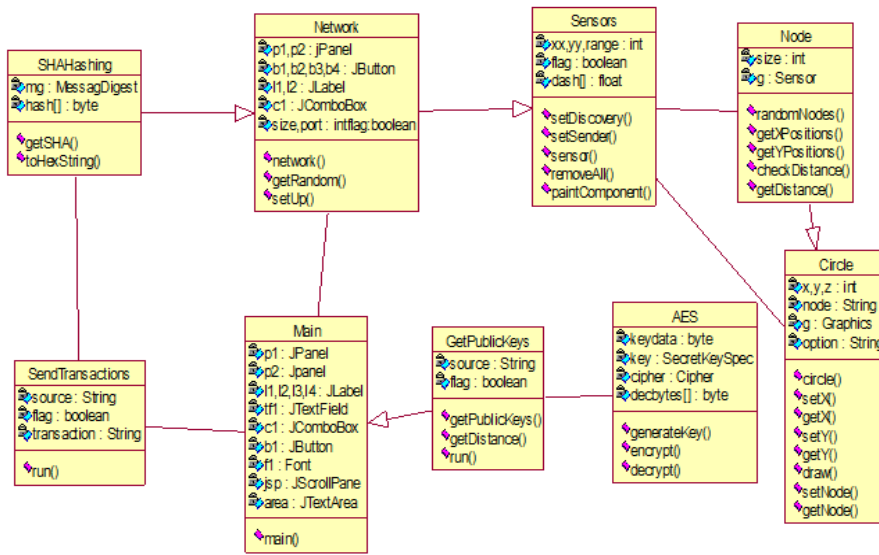 SHAHashing
mg : MessagDigest
hash[] : byte
getSHA()
toHexString()
Network
p1,p2 : jPanel
b1,b2,b3,b4 : JButton
l1,l2 : JLabel
c1 : JComboBox
size,port : intflag:boolean
network()
getRandom()
setUp()
Sensors
xx,yy,range : int
flag : boolean
dash[] : float
setDiscovery()
setSender()
sensor()
removeAll()
paintComponent()
Node
size : int
g : Sensor
randomNodes()
getXPositions()
getYPositions()
checkDistance()
getDistance()
Circle
x,y,z : int
node : String
g : Graphics
option : String
circle()
setX()
getX()
setY()
getY()
draw()
setNode()
getNode()
SendTransactions
source : String
flag : boolean
transaction : String
run()
Main
p1 : JPanel
p2 : Jpanel
l1,l2,l3,l4 : JLabel
tf1 : JTextField
c1 : JComboBox
b1 : JButton
f1 : Font
jsp : JScrollPane
area : JTextArea
main()
GetPublicKeys
source : String
flag : boolean
getPublicKeys()
getDistance()
run()
AES
keydata : byte
key : SecretKeySpec
cipher : Cipher
decbytes[] : byte
generateKey()
encrypt()
decrypt()